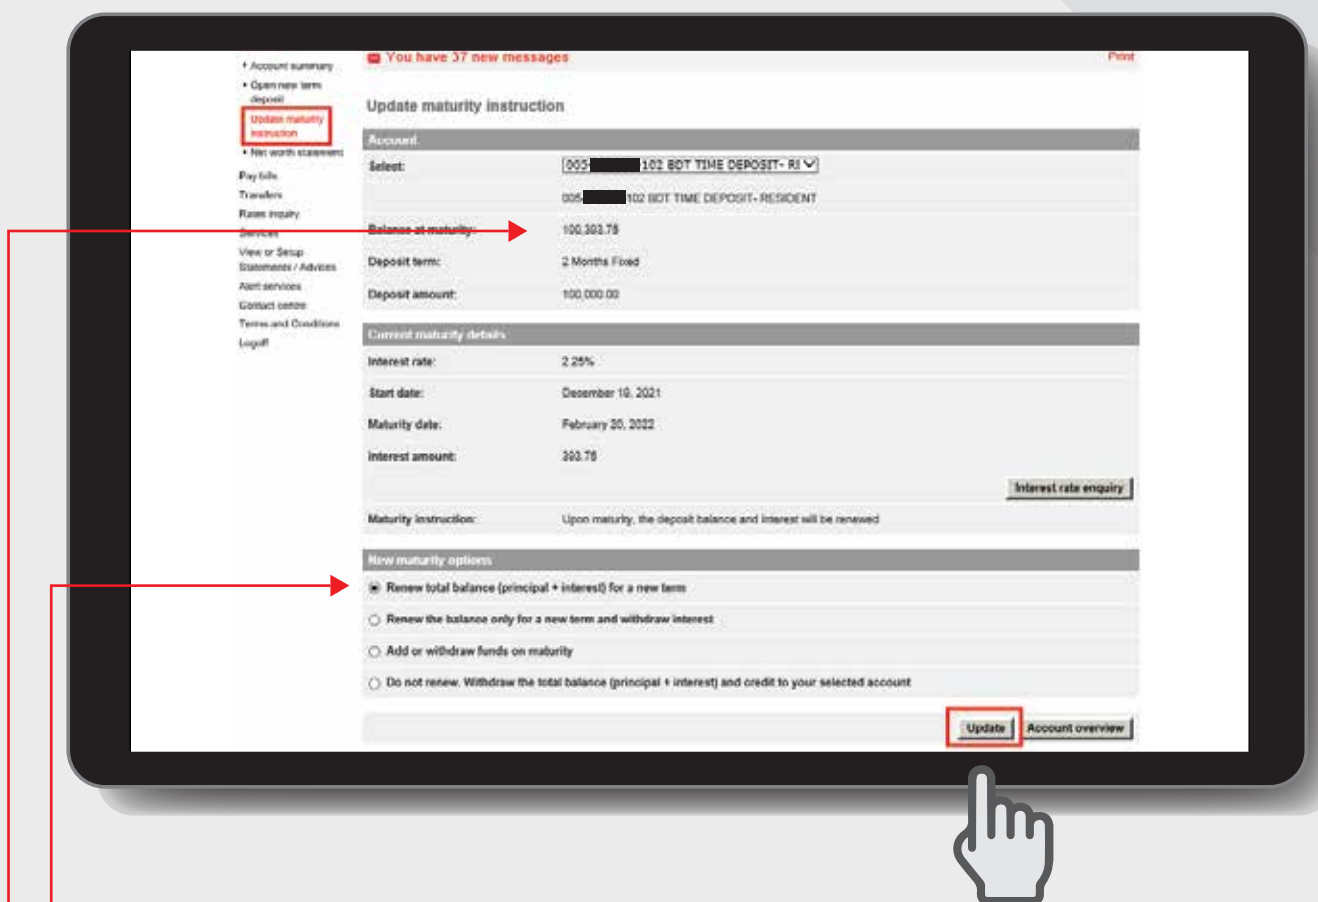 You have 37 new messages
Print
• Account summary
• Open new term
deposit
Update maturity
instruction
• Net worth statement
Pay bills
Transfers
Rates inquiry
Services
View or Setup
Statements / Advices
Alert services
Contact centre
Terms and Conditions
Logoff
Update maturity instruction
Account
Select: 005- -102 BDT TIME DEPOSIT- RI
005- 102 BDT TIME DEPOSIT- RESIDENT
Balance at maturity: 100,393.75
Deposit term: 2 Months Fixed
Deposit amount: 100,000.00
Current maturity details
Interest rate: 2.25%
Start date: December 19, 2021
Maturity date: February 20, 2022
Interest amount: 393.75
Interest rate enquiry
Maturity instruction: Upon maturity, the deposit balance and interest will be renewed
New maturity options
Renew total balance (principal + interest) for a new term
Renew the balance only for a new term and withdraw interest
Add or withdraw funds on maturity
Do not renew. Withdraw the total balance (principal + interest) and credit to your selected account
Update Account overview